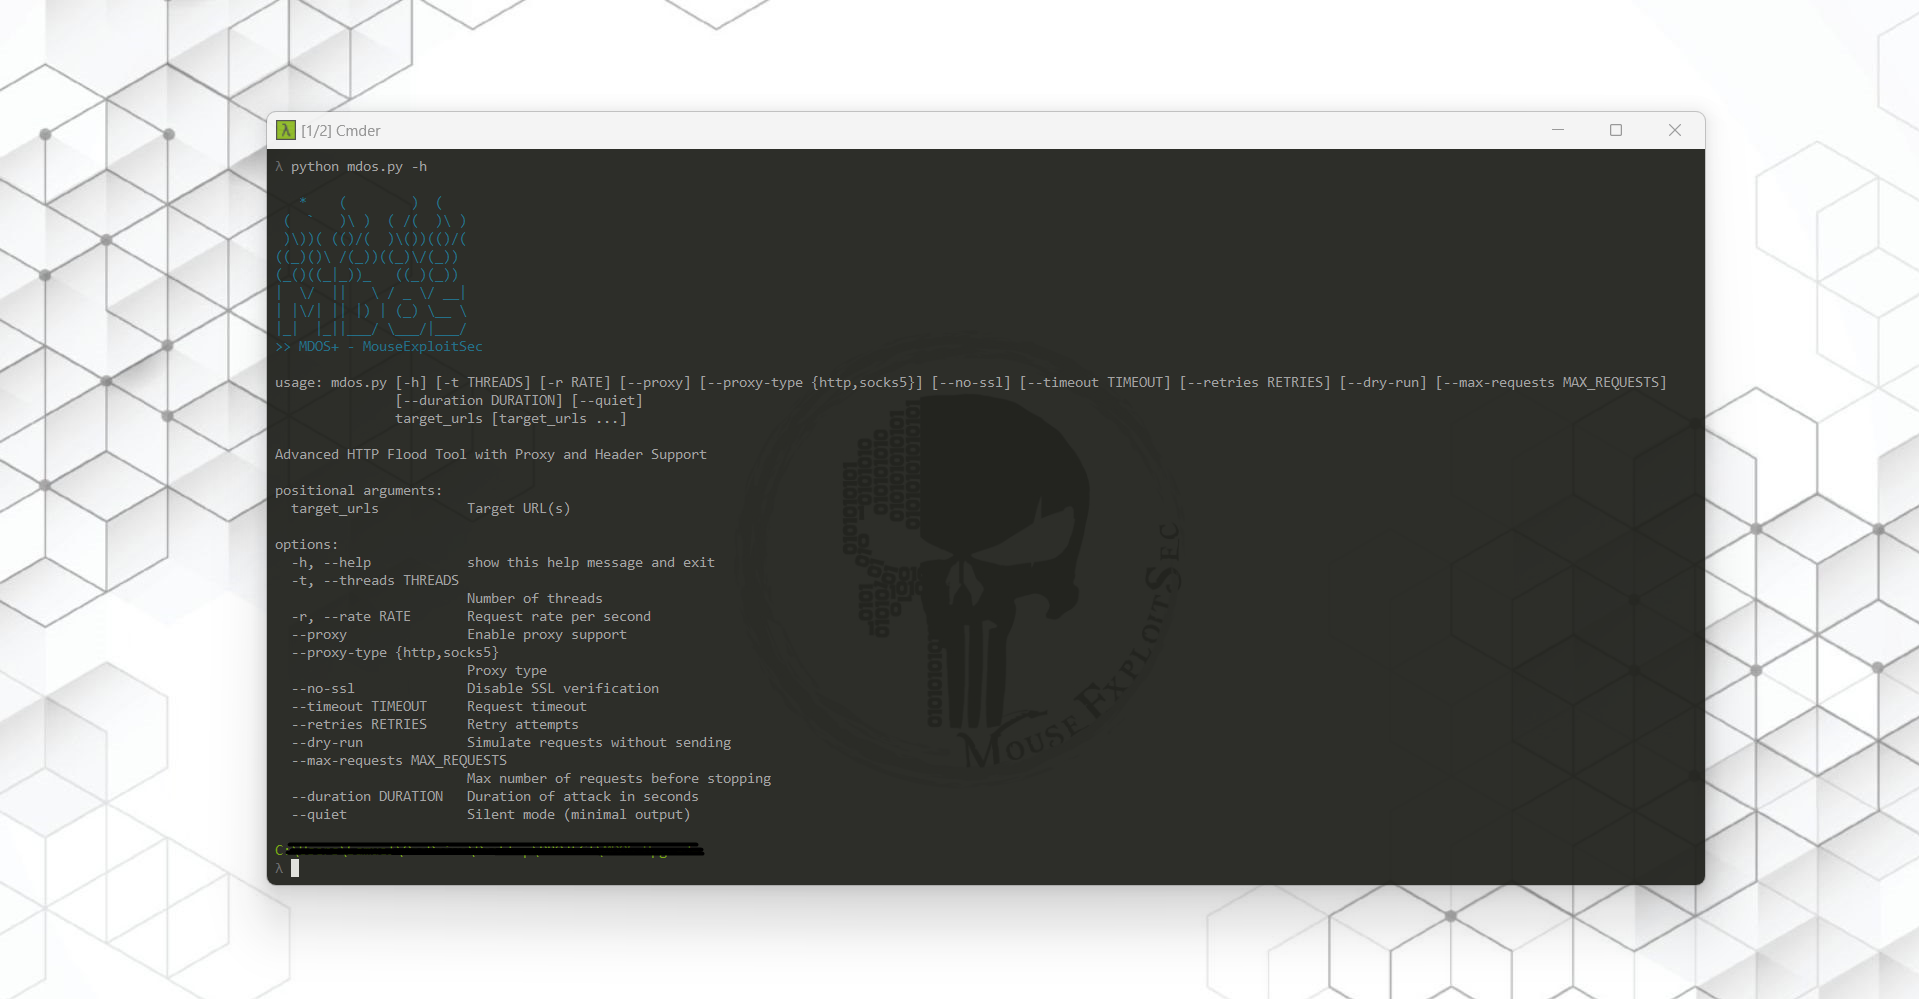 [1/2] Cmder
λ python mdos.py -h
   *    (        )  (
 (  `   )\ )  ( /(  )\ )
 )\))( (()/(  )\())(()/(
((_)()\ /(_))((_)\/(_))
(_()((_|_))_   ((_)(_))
|  \/  ||   \ / _ \/ __|
| |\/| || |) | (_) \__ \
|_|  |_||___/ \___/|___/
>> MDOS+ - MouseExploitSec
usage: mdos.py [-h] [-t THREADS] [-r RATE] [--proxy] [--proxy-type {http,socks5}] [--no-ssl] [--timeout TIMEOUT] [--retries RETRIES] [--dry-run] [--max-requests MAX_REQUESTS]
[--duration DURATION] [--quiet]
target_urls [target_urls ...]
Advanced HTTP Flood Tool with Proxy and Header Support
positional arguments:
target_urls Target URL(s)
options:
-h, --help show this help message and exit
-t, --threads THREADS
Number of threads
-r, --rate RATE Request rate per second
--proxy Enable proxy support
--proxy-type {http,socks5}
Proxy type
--no-ssl Disable SSL verification
--timeout TIMEOUT Request timeout
--retries RETRIES Retry attempts
--dry-run Simulate requests without sending
--max-requests MAX_REQUESTS
Max number of requests before stopping
--duration DURATION Duration of attack in seconds
--quiet Silent mode (minimal output)
λ
Mouse ExploitSec